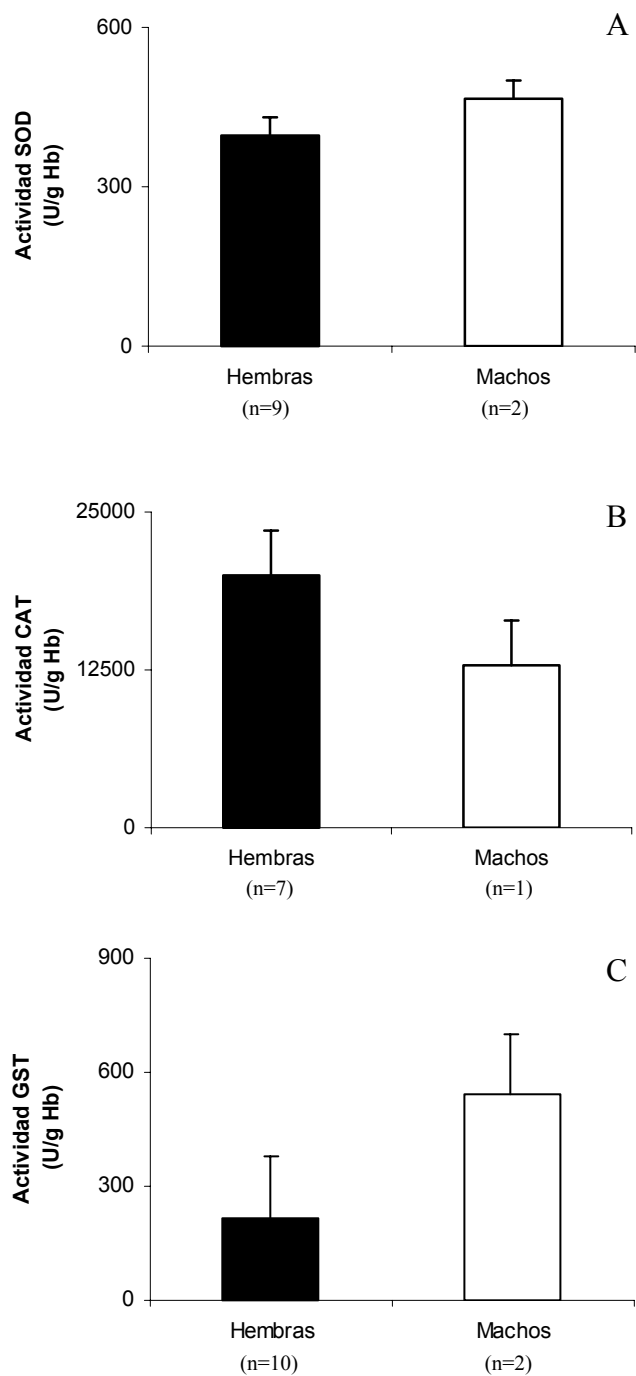 A
Actividad SOD
(U/g Hb)
600
300
0
Hembras
Machos
(n=9)
(n=2)
B
Actividad CAT
(U/g Hb)
25000
12500
0
Hembras
Machos
(n=7)
(n=1)
C
Actividad GST
(U/g Hb)
900
600
300
0
Hembras
Machos
(n=10)
(n=2)